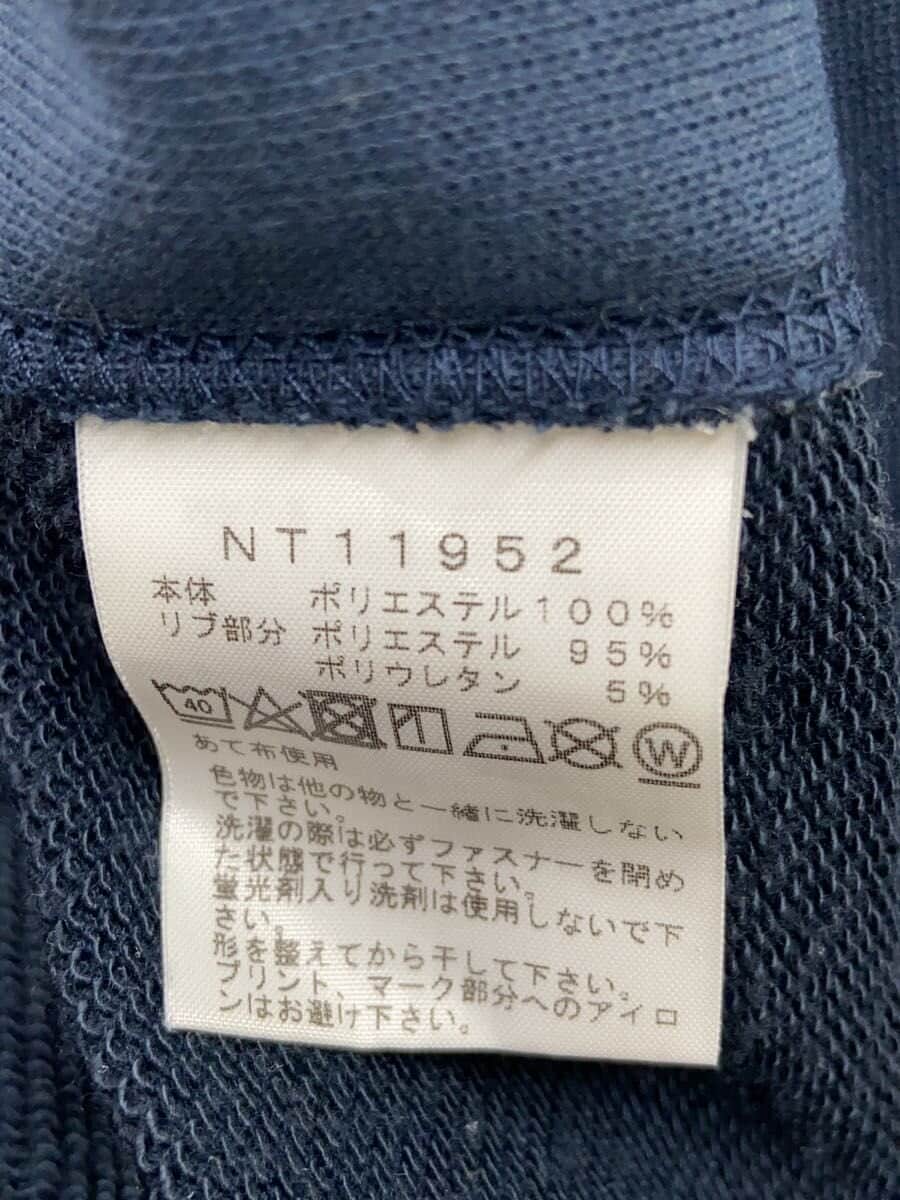 NT11952
本体 ポリエステル100%
リブ部分 ポリエステル 95%
ポリウレタン 5%
40 W
あて布使用
色物は他の物と一緒に洗濯しない
で下さい。
洗濯の際は必ずファスナーを閉め
た状態で行って下さい。
蛍光剤入り洗剤は使用しないで下
さい。
形を整えてから干して下さい。
プリント、マーク部分へのアイロ
ンはお避け下さい。